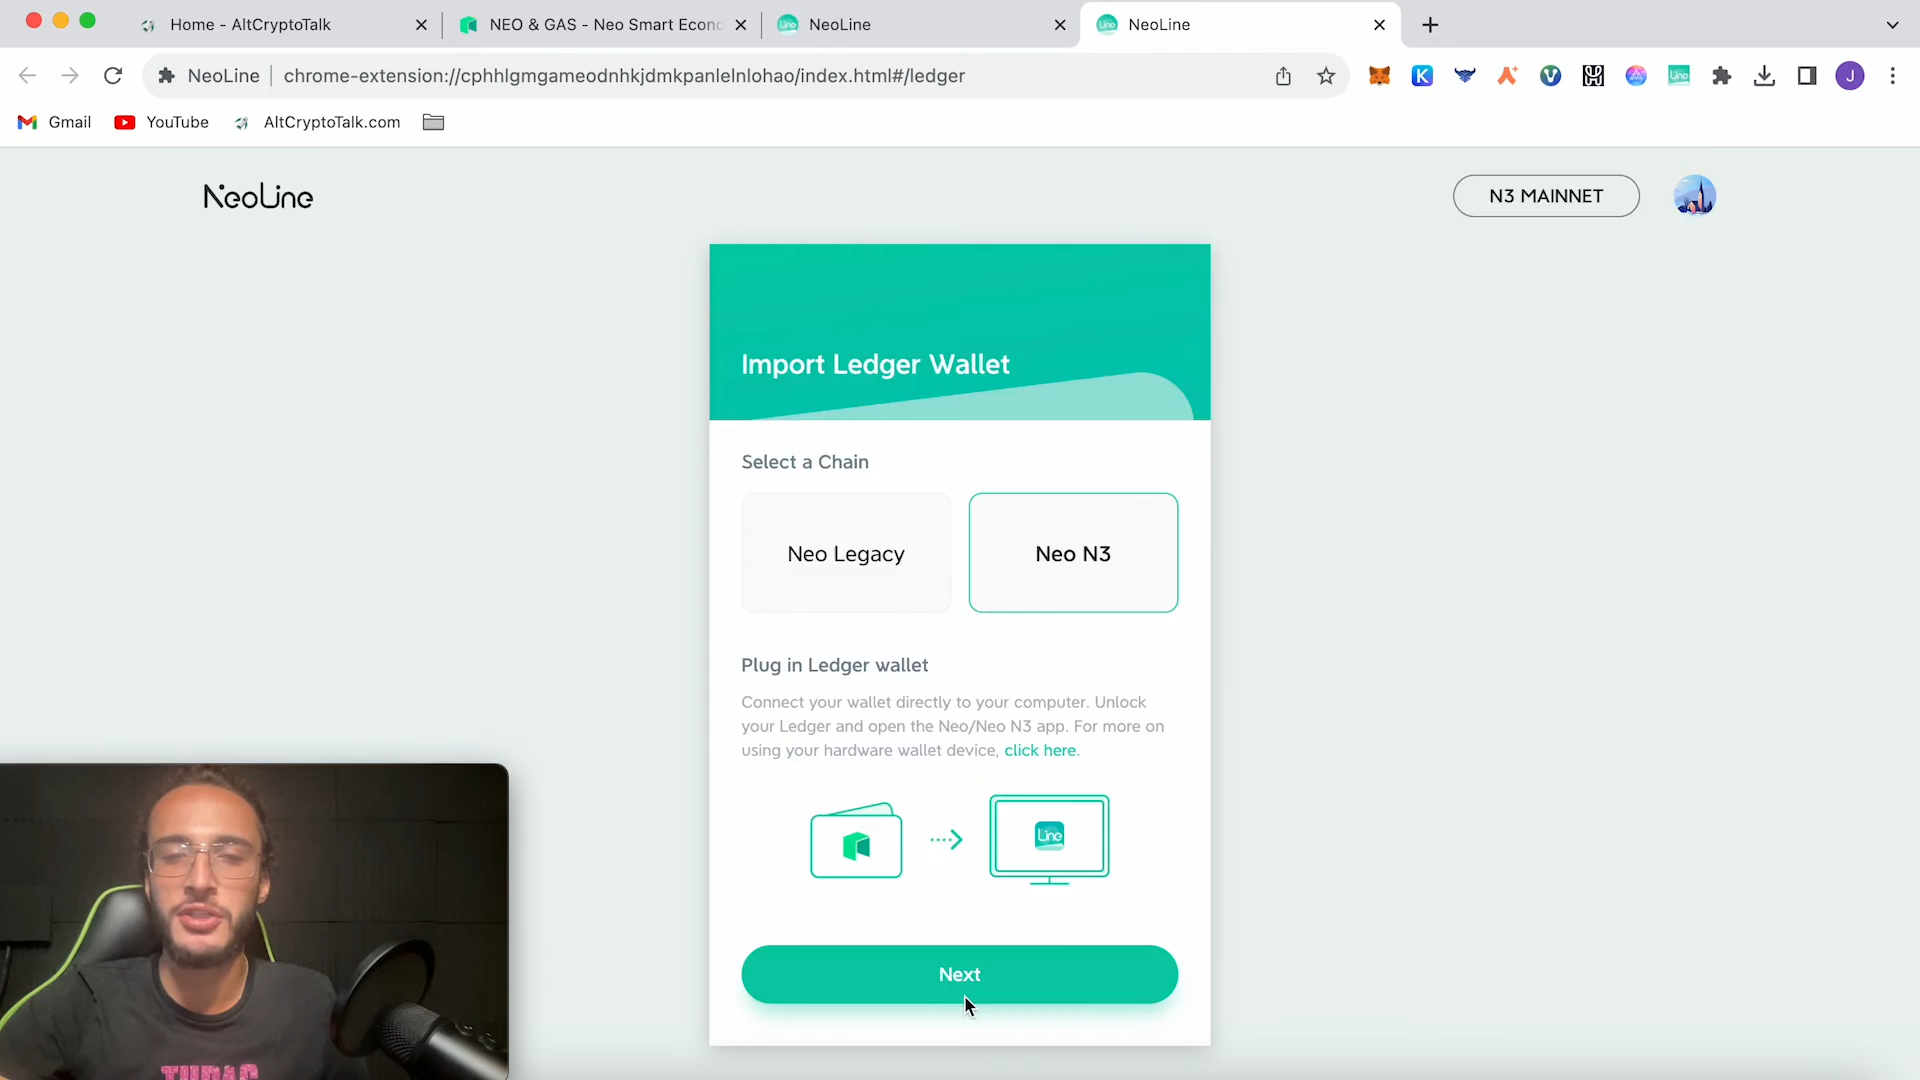 Home - AltCryptoTalk
NEO & GAS - Neo Smart Econo
NeoLine
NeoLine
NeoLine
chrome-extension://cphhlgmgameodnhkjdmkpanlelnlohao/index.html#/ledger
J
Gmail
YouTube
AltCryptoTalk.com
NeoLine
N3 MAINNET
Import Ledger Wallet
Select a Chain
Neo Legacy
Neo N3
Plug in Ledger wallet
Connect your wallet directly to your computer. Unlock
your Ledger and open the Neo/Neo N3 app. For more on
using your hardware wallet device, click here.
Line
Next